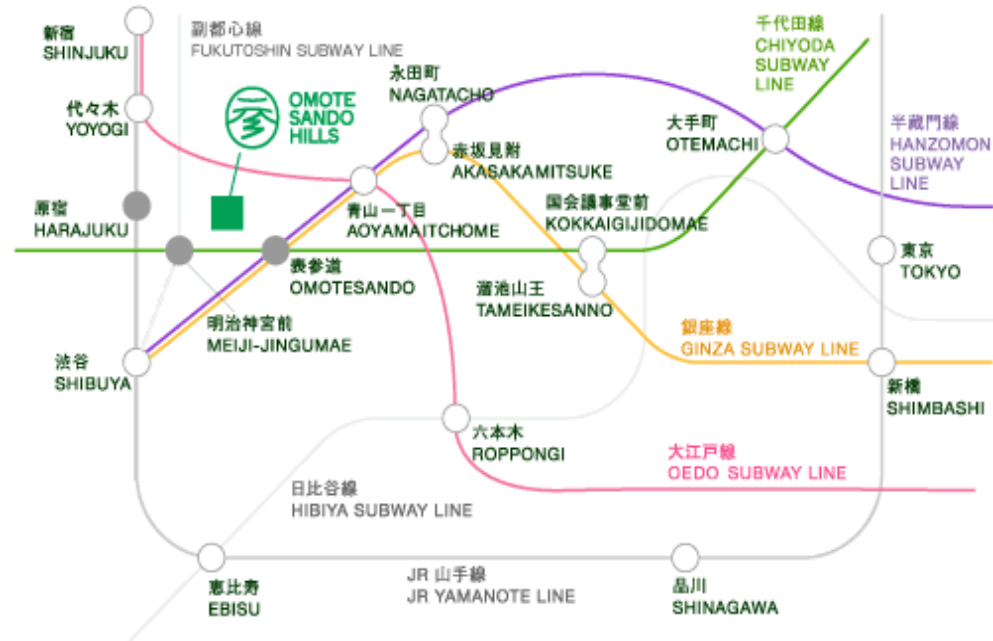 新宿
SHINJUKU
副都心線
FUKUTOSHIN SUBWAY LINE
千代田線
CHIYODA
SUBWAY
LINE
永田町
NAGATACHO
代々木
YOYOGI
OMOTE
SANDO
HILLS
大手町
OTEMACHI
半蔵門線
HANZOMON
SUBWAY
LINE
赤坂見附
AKASAKAMITSUKE
原宿
HARAJUKU
青山一丁目
AOYAMAITCHOME
国会議事堂前
KOKKAIGIJIDOMAE
東京
TOKYO
表参道
OMOTESANDO
溜池山王
TAMEIKESANNO
明治神宮前
MEIJI-JINGUMAE
銀座線
GINZA SUBWAY LINE
渋谷
SHIBUYA
新橋
SHIMBASHI
六本木
ROPPONGI
大江戸線
OEDO SUBWAY LINE
日比谷線
HIBIYA SUBWAY LINE
恵比寿
EBISU
JR 山手線
JR YAMANOTE LINE
品川
SHINAGAWA